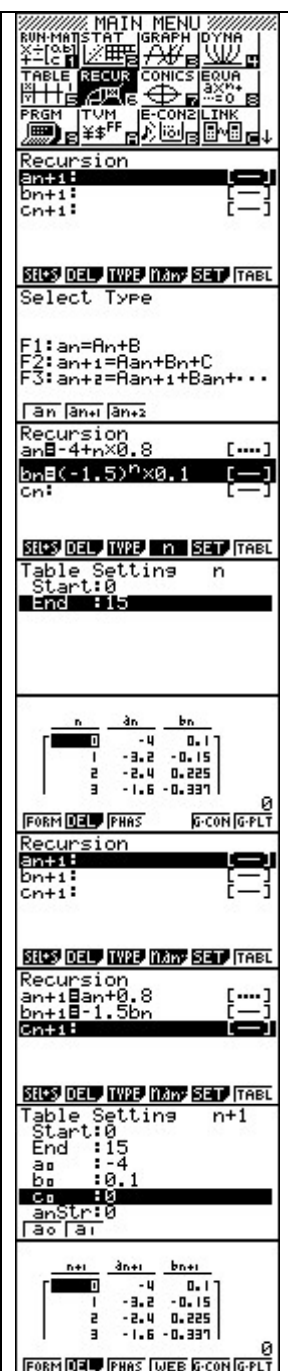 MAIN MENU
RUN·MAT STAT GRAPH DYNA
TABLE RECUR CONICS EQUA
PRGM TVM E-CON2 LINK
Recursion
an+1: [—]
bn+1: [—]
cn+1: [—]
SEL+S DEL TYPE n.an·· SET TABL
Select Type
F1:an=An+B
F2:an+1=Aan+Bn+C
F3:an+2=Aan+1+Ban+···
an an+1 an+2
Recursion
an=-4+n×0.8 [····]
bn=(-1.5)ⁿ×0.1 [—]
cn: [—]
SEL+S DEL TYPE n SET TABL
Table Setting n
Start:0
End :15
n an bn
0 -4 0.1
1 -3.2 -0.15
2 -2.4 0.225
3 -1.6 -0.337
0
FORM DEL PHAS G·CON G·PLT
Recursion
an+1: [—]
bn+1: [—]
cn+1: [—]
SEL+S DEL TYPE n.an·· SET TABL
Recursion
an+1=an+0.8 [····]
bn+1=-1.5bn [—]
cn+1: [—]
SEL+S DEL TYPE n.an·· SET TABL
Table Setting n+1
Start:0
End :15
a0 :-4
b0 :0.1
c0 :0
anStr:0
a0 a1
n+1 an+1 bn+1
0 -4 0.1
1 -3.2 -0.15
2 -2.4 0.225
3 -1.6 -0.337
0
FORM DEL PHAS WEB G·CON G·PLT